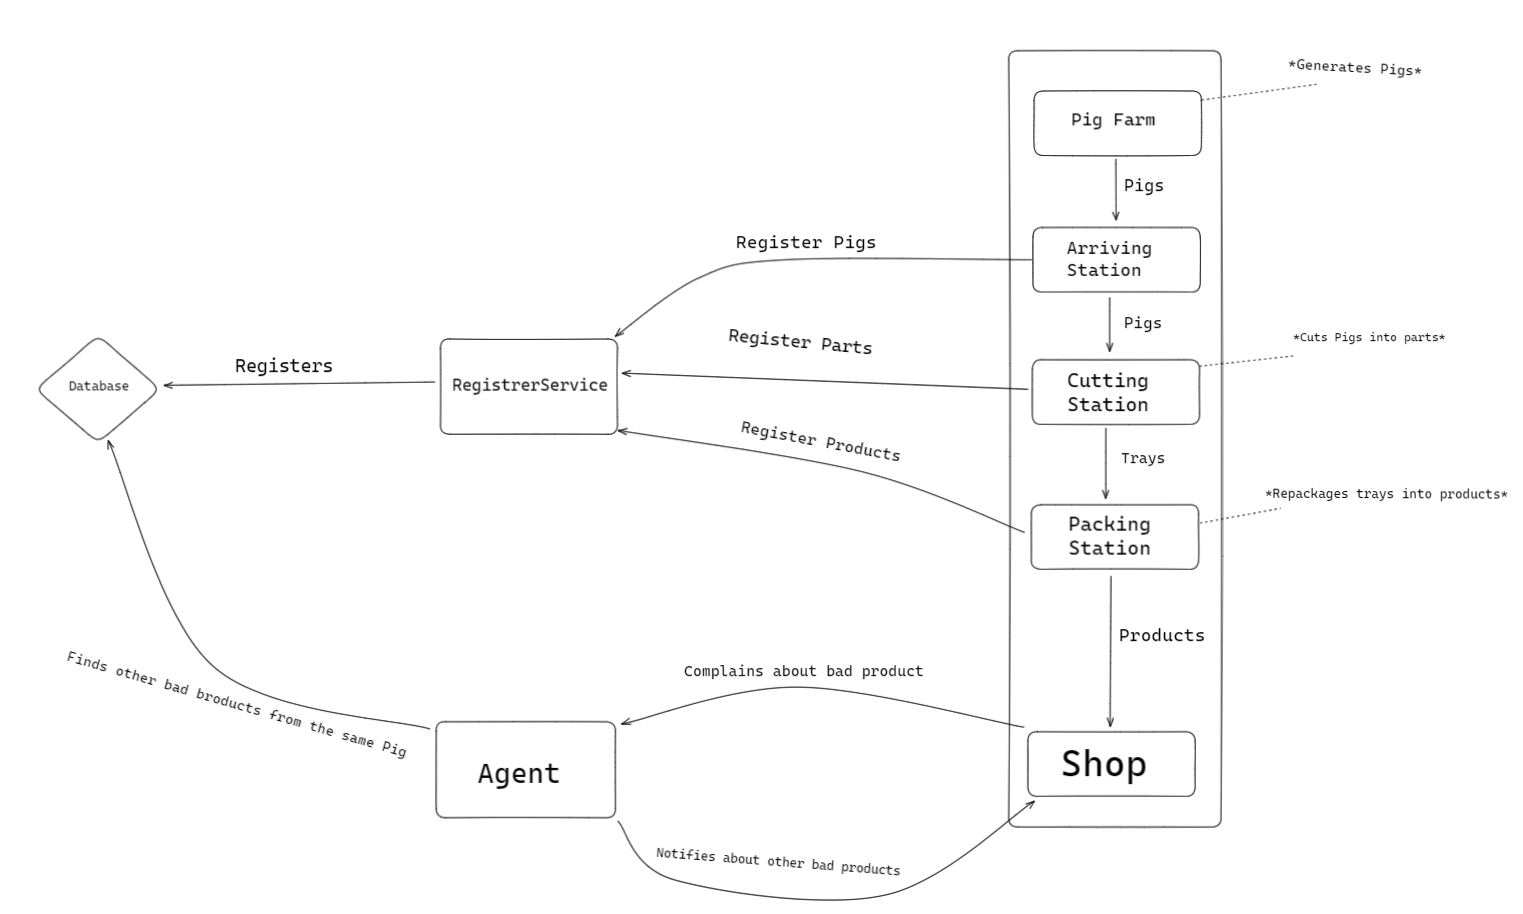 *Generates Pigs*
Pig Farm
Pigs
Register Pigs
Arriving
Station
Pigs
Register Parts
*Cuts Pigs into parts*
Registers
Database
RegistrerService
Cutting
Station
Register Products
Trays
*Repackages trays into products*
Packing
Station
Products
Finds other bad broducts from the same Pig
Complains about bad product
Agent
Shop
Notifies about other bad products